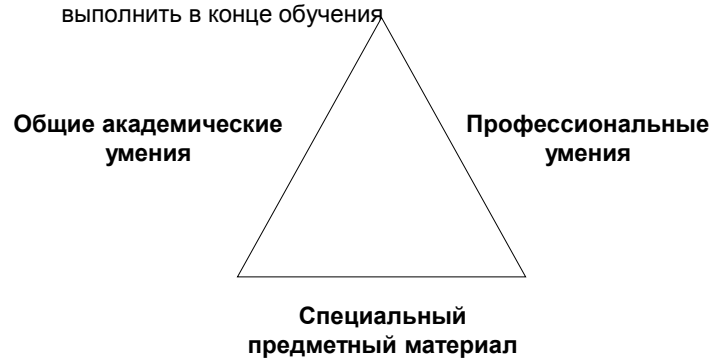 выполнить в конце обучения
Общие академические
умения
Профессиональные
умения
Специальный
предметный материал